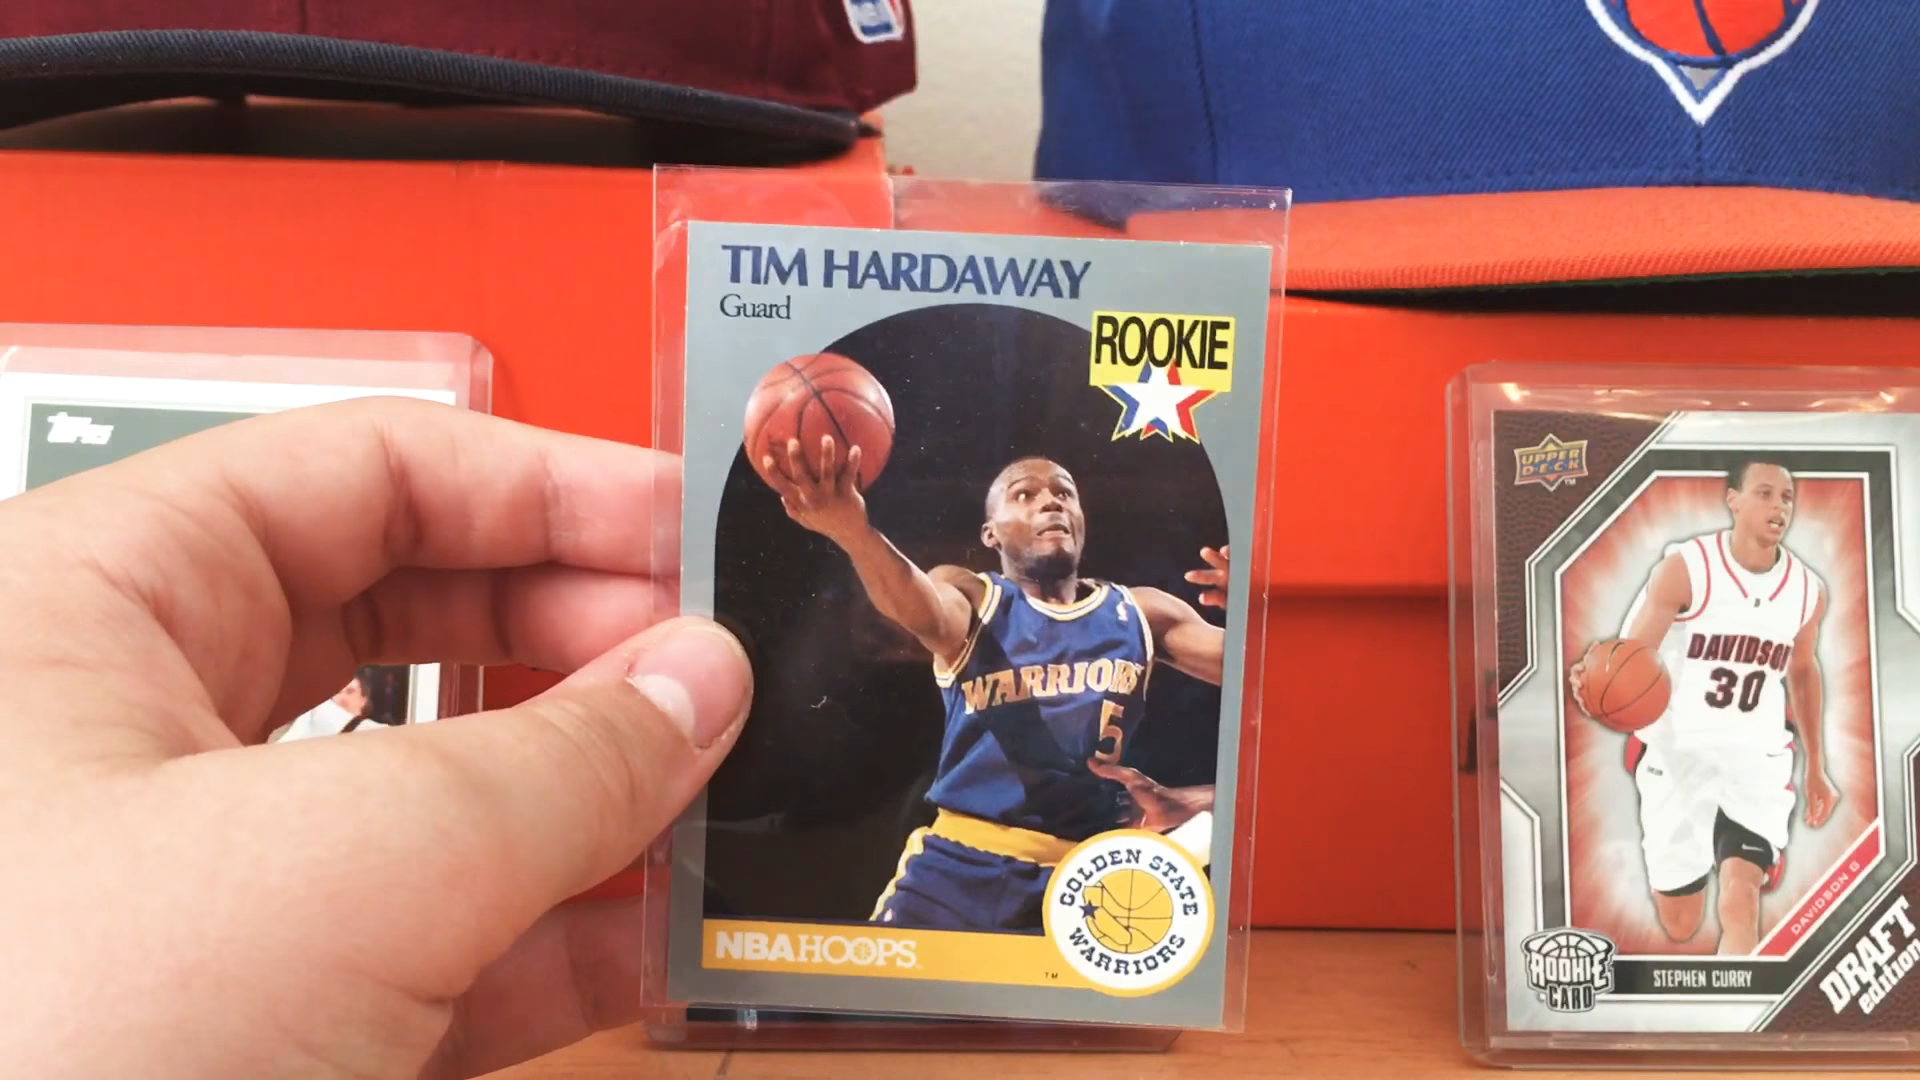 TIM HARDAWAY
Guard
ROOKIE
WARRIORS
5
GOLDEN STATE
WARRIORS
NBA HOOPS
TM
Topps
UPPER
DECK
TM
DAVIDSON
30
DAVIDSON G
DRAFT
edition
ROOKIE
CARD
STEPHEN CURRY